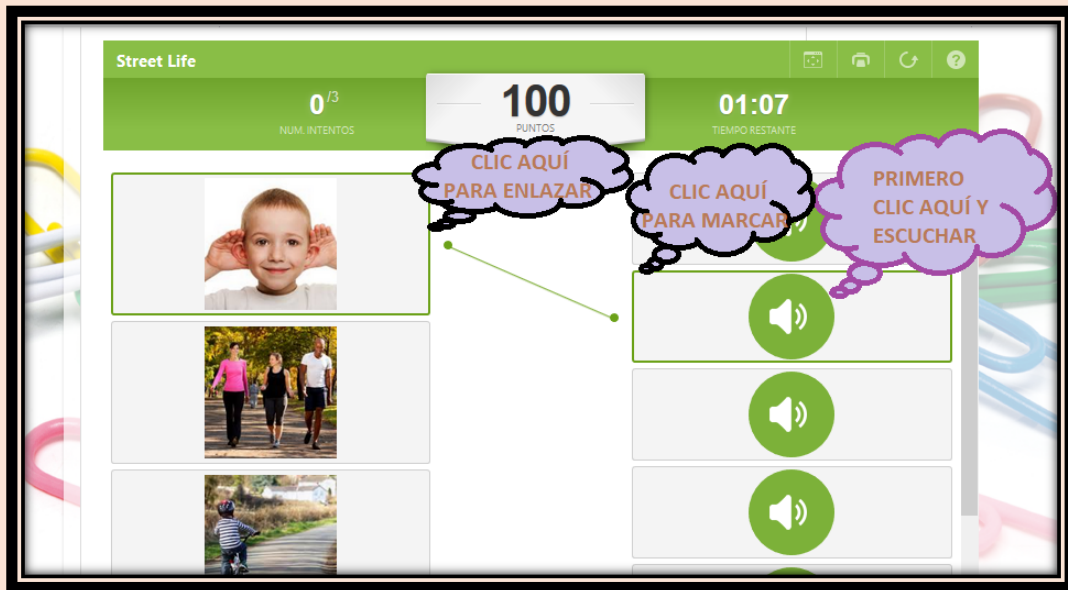 Street Life
0/3
NUM. INTENTOS
100
PUNTOS
01:07
TIEMPO RESTANTE
CLIC AQUÍ
PARA ENLAZAR
CLIC AQUÍ
PARA MARCAR
PRIMERO
CLIC AQUÍ Y
ESCUCHAR